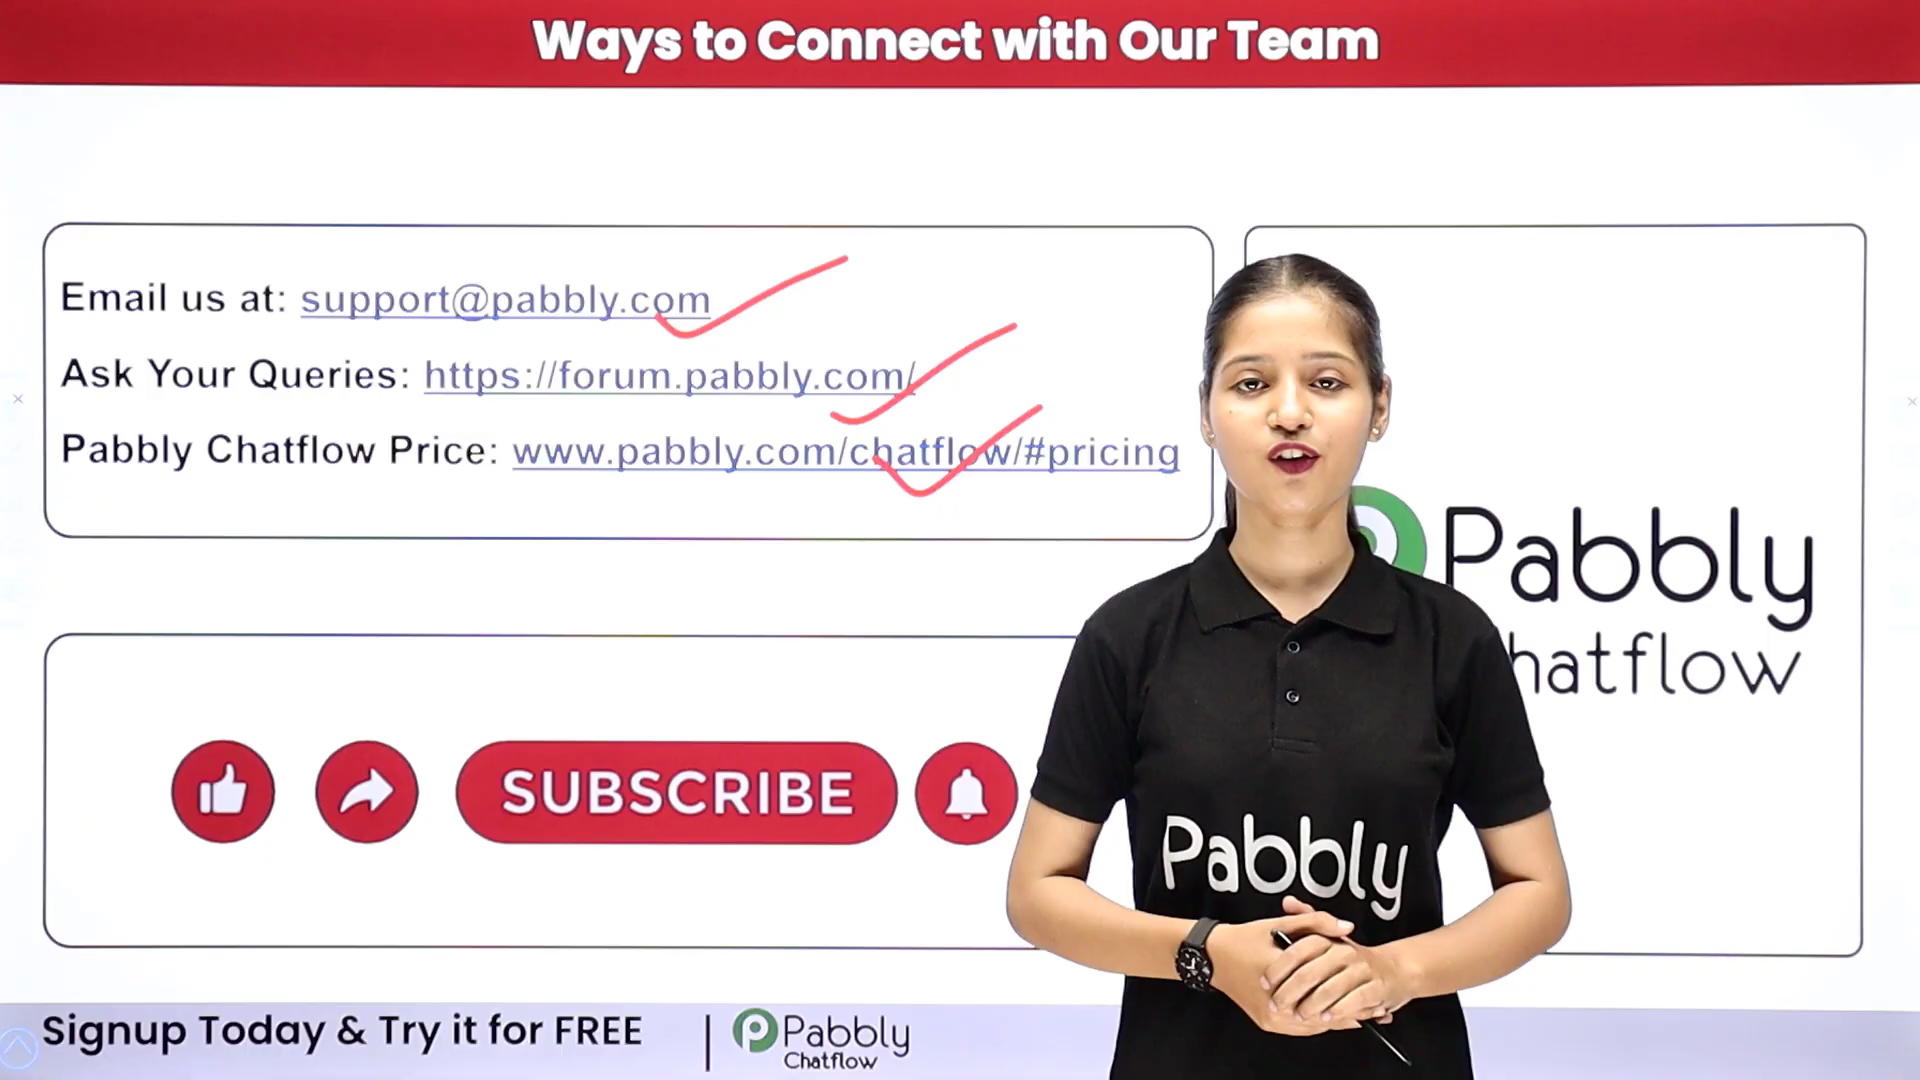 Ways to Connect with Our Team
Email us at: support@pabbly.com
Ask Your Queries: https://forum.pabbly.com/
Pabbly Chatflow Price: www.pabbly.com/chatflow/#pricing
Pabbly
hatflow
SUBSCRIBE
Pabbly
Signup Today & Try it for FREE
Pabbly
Chatflow